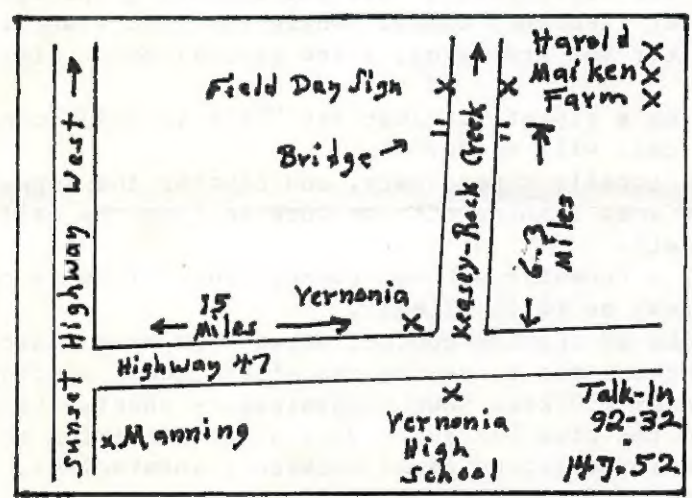 Sunset Highway West
Field Day Sign
Bridge
Keasey-Rock Creek
Harold
Maiken
Farm
6.3
Miles
15
Miles
Vernonia
Highway 47
Manning
Vernonia
High
School
Talk-In
92-32
147.52